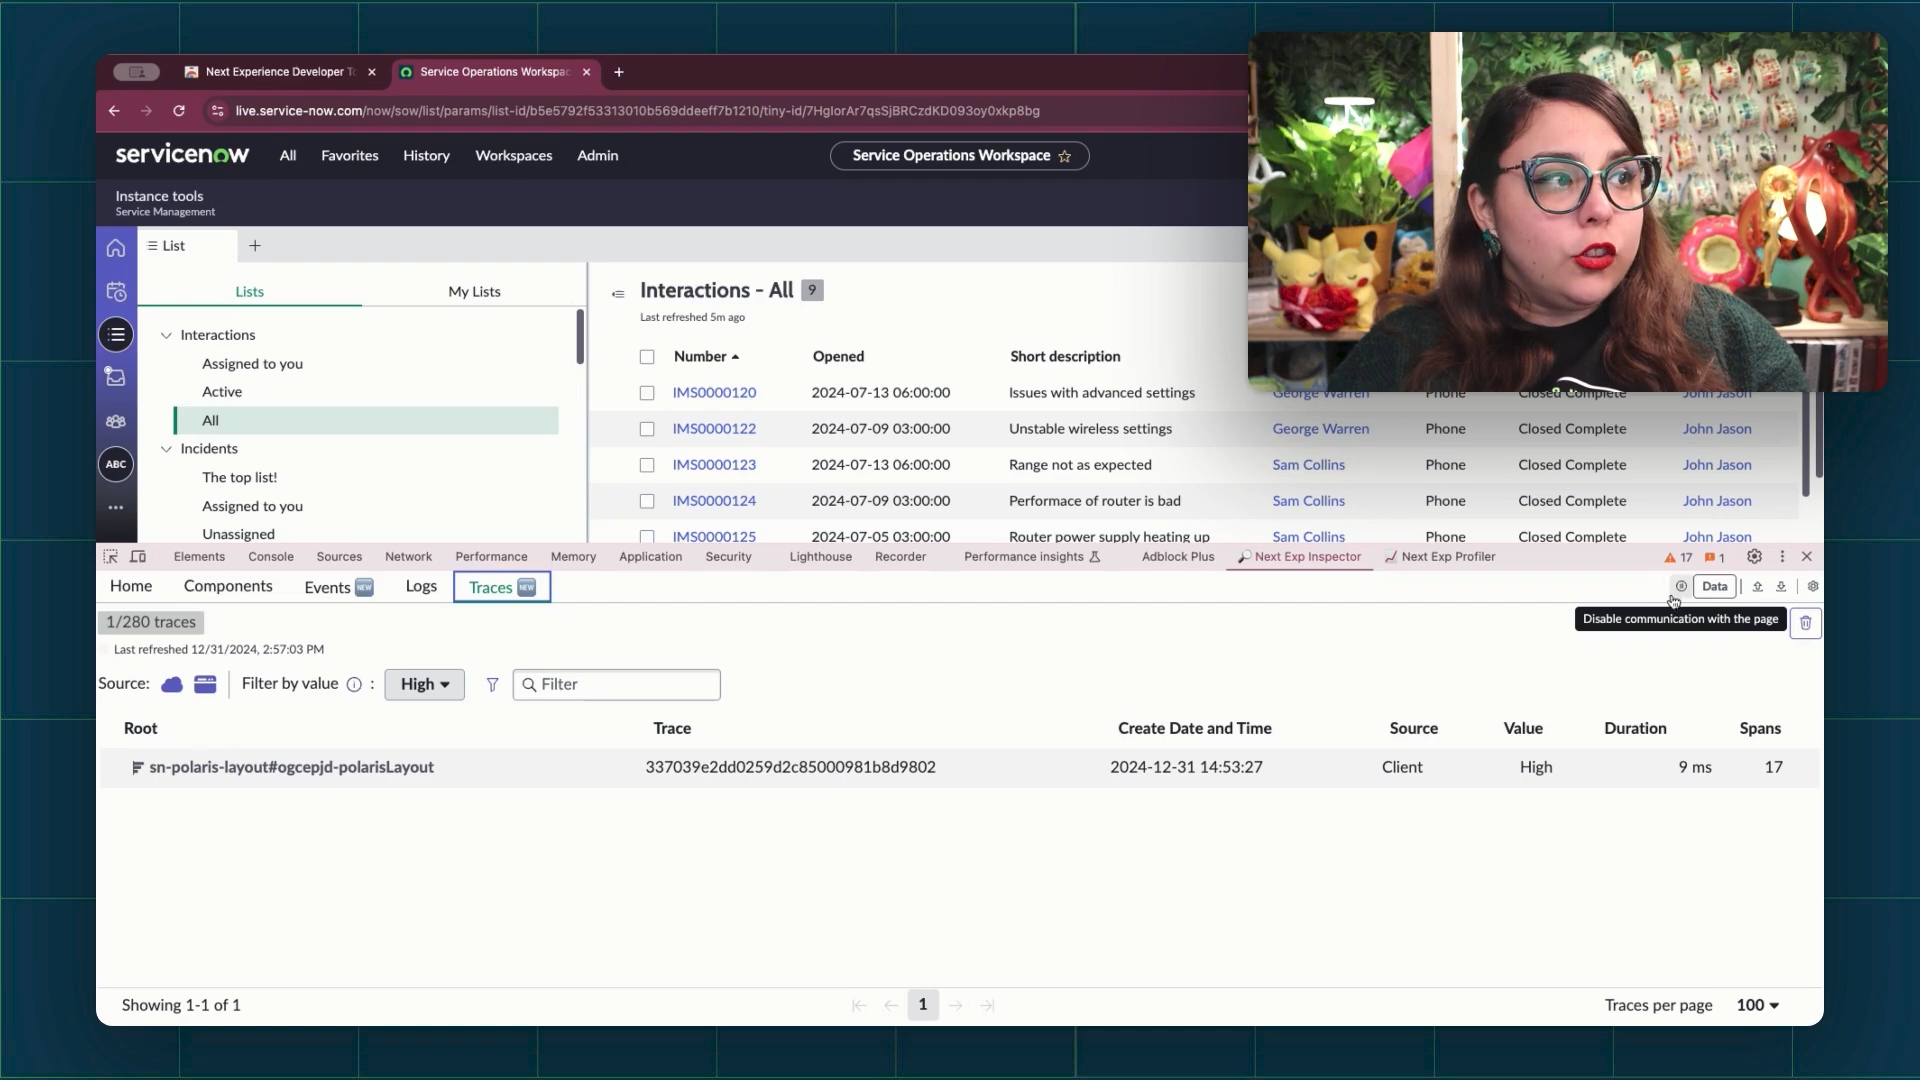 Next Experience Developer To
Service Operations Workspac
live.service-now.com/now/sow/list/params/list-id/b5e5792f53313010b569ddeeff7b1210/tiny-id/7HgIorAr7qsSjBRCzdKD093oy0xkp8bg
servicenow All Favorites History Workspaces Admin
Service Operations Workspace
Instance tools
Service Management
List
Lists My Lists
Interactions
Assigned to you
Active
All
Incidents
The top list!
Assigned to you
Unassigned
ABC
Interactions - All 9
Last refreshed 5m ago
Number Opened Short description
IMS0000120 2024-07-13 06:00:00 Issues with advanced settings George Warren Phone Closed Complete John Jason
IMS0000122 2024-07-09 03:00:00 Unstable wireless settings George Warren Phone Closed Complete John Jason
IMS0000123 2024-07-13 06:00:00 Range not as expected Sam Collins Phone Closed Complete John Jason
IMS0000124 2024-07-09 03:00:00 Performace of router is bad Sam Collins Phone Closed Complete John Jason
IMS0000125 2024-07-05 03:00:00 Router power supply heating up Sam Collins Phone Closed Complete John Jason
Elements Console Sources Network Performance Memory Application Security Lighthouse Recorder Performance insights Adblock Plus Next Exp Inspector Next Exp Profiler 17 1
Home Components Events NEW Logs Traces NEW Data
Disable communication with the page
1/280 traces
Last refreshed 12/31/2024, 2:57:03 PM
Source: Filter by value : High Filter
Root Trace Create Date and Time Source Value Duration Spans
sn-polaris-layout#ogcepjd-polarisLayout 337039e2dd0259d2c85000981b8d9802 2024-12-31 14:53:27 Client High 9 ms 17
Showing 1-1 of 1 1 Traces per page 100